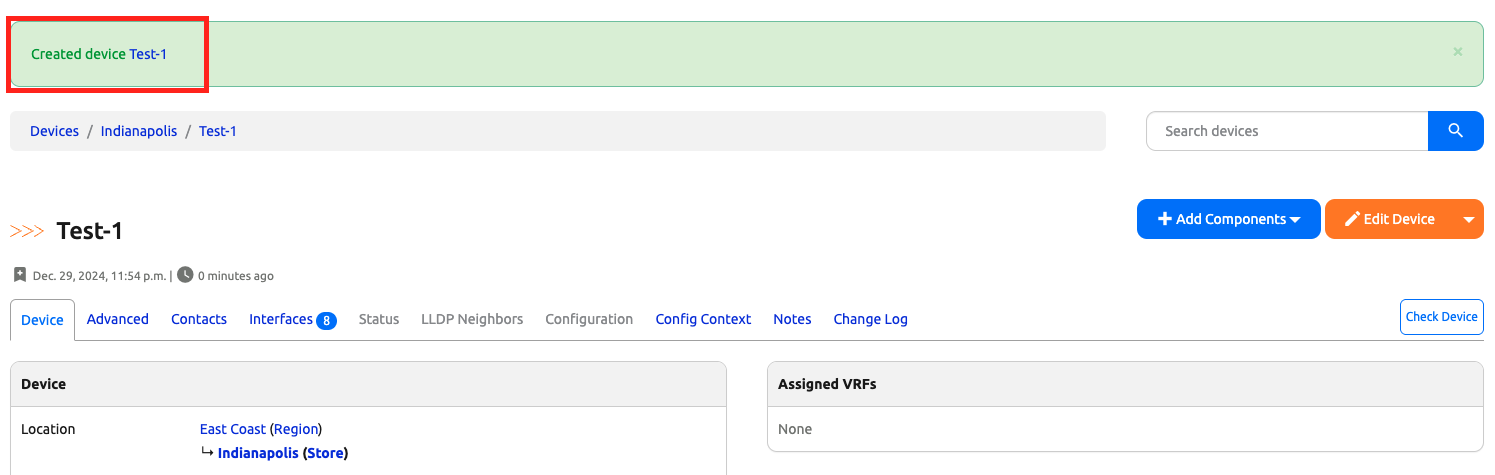 Created device Test-1
×
Devices / Indianapolis / Test-1
Search devices
>>> Test-1
Add Components
Edit Device
Dec. 29, 2024, 11:54 p.m. | 0 minutes ago
Device Advanced Contacts Interfaces 8 Status LLDP Neighbors Configuration Config Context Notes Change Log
Check Device
Device
Location East Coast (Region)
Indianapolis (Store)
Assigned VRFs
None